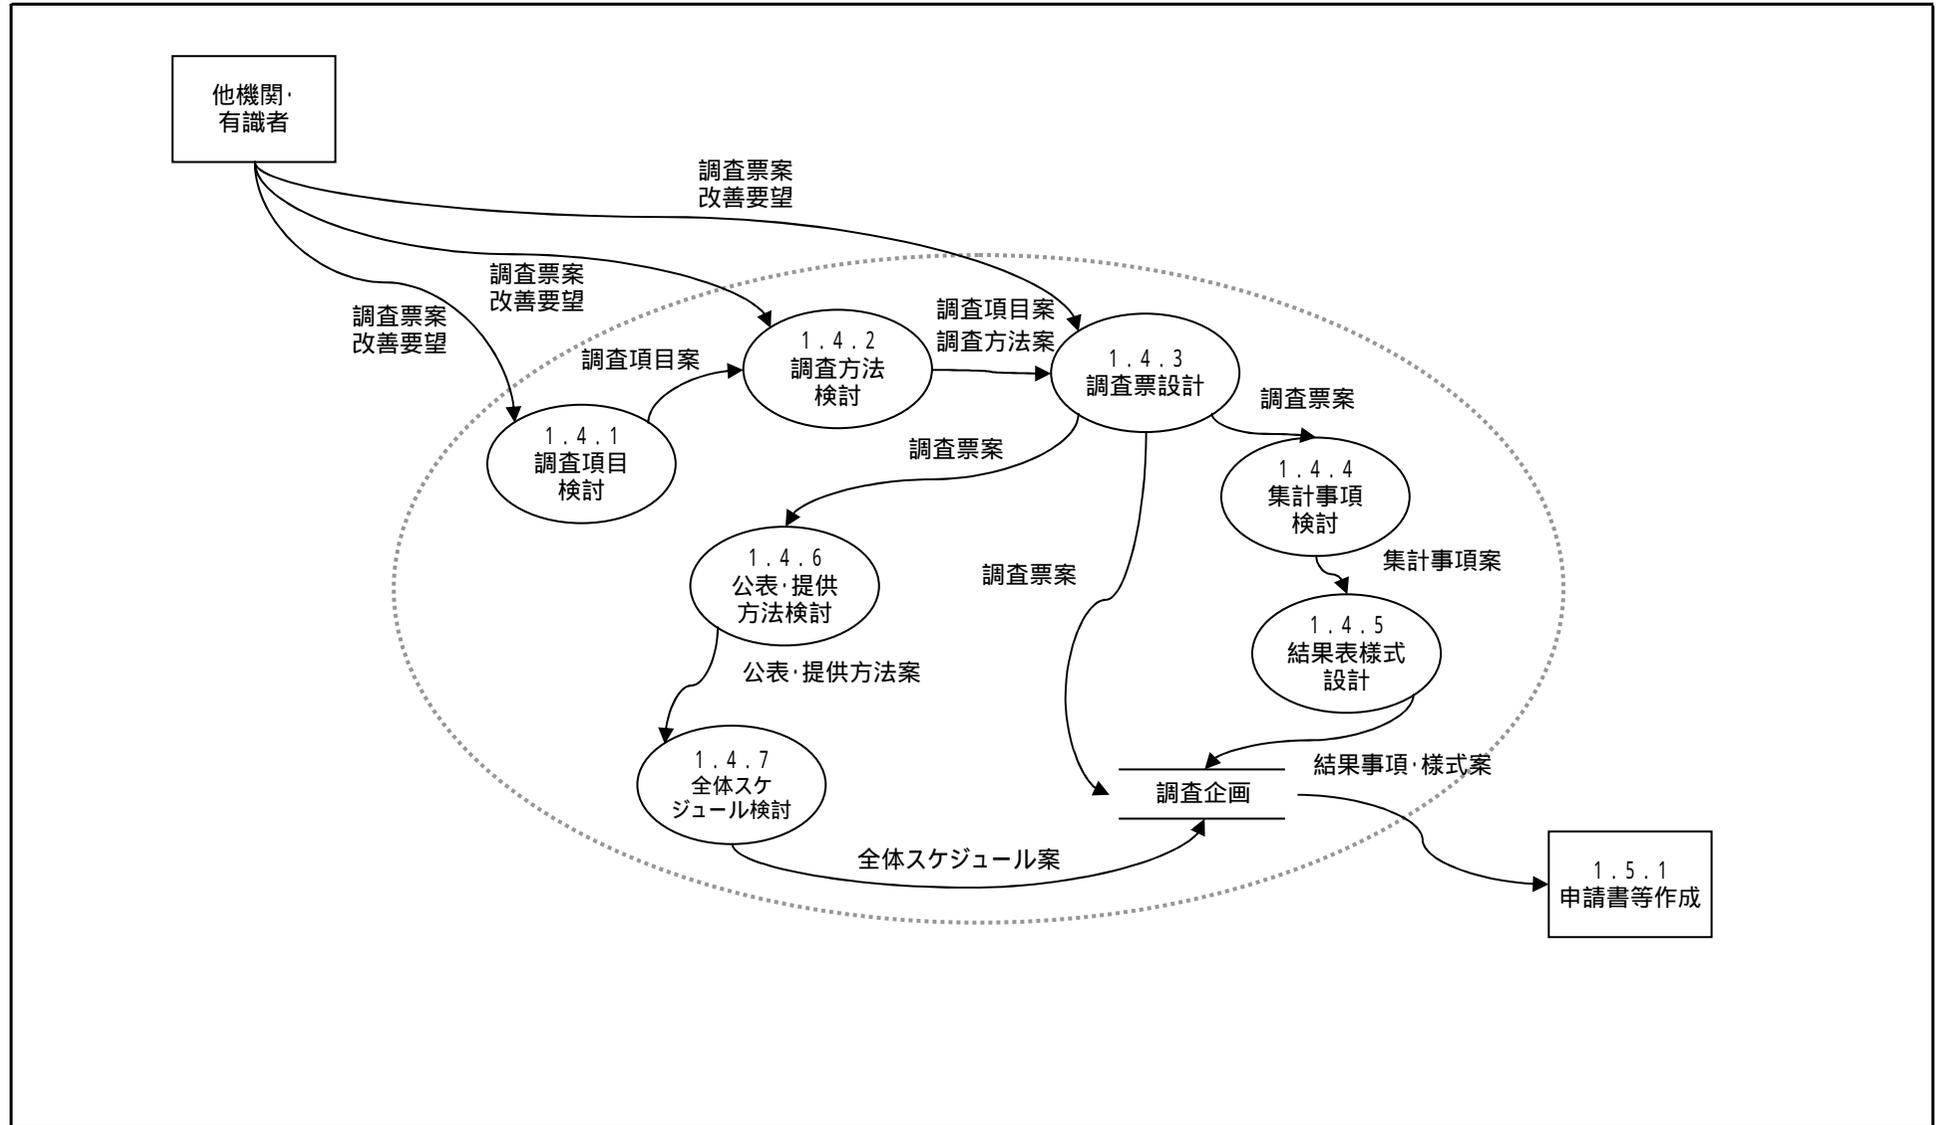 他機関･
有識者
調査票案
改善要望
調査票案
改善要望
調査票案
改善要望
調査項目案
1.4.2
調査方法
検討
調査項目案
調査方法案
1.4.3
調査票設計
調査票案
1.4.1
調査項目
検討
調査票案
1.4.4
集計事項
検討
1.4.6
公表･提供
方法検討
調査票案
集計事項案
1.4.5
結果表様式
設計
公表･提供方法案
1.4.7
全体スケ
ジュール検討
結果事項･様式案
調査企画
全体スケジュール案
1.5.1
申請書等作成